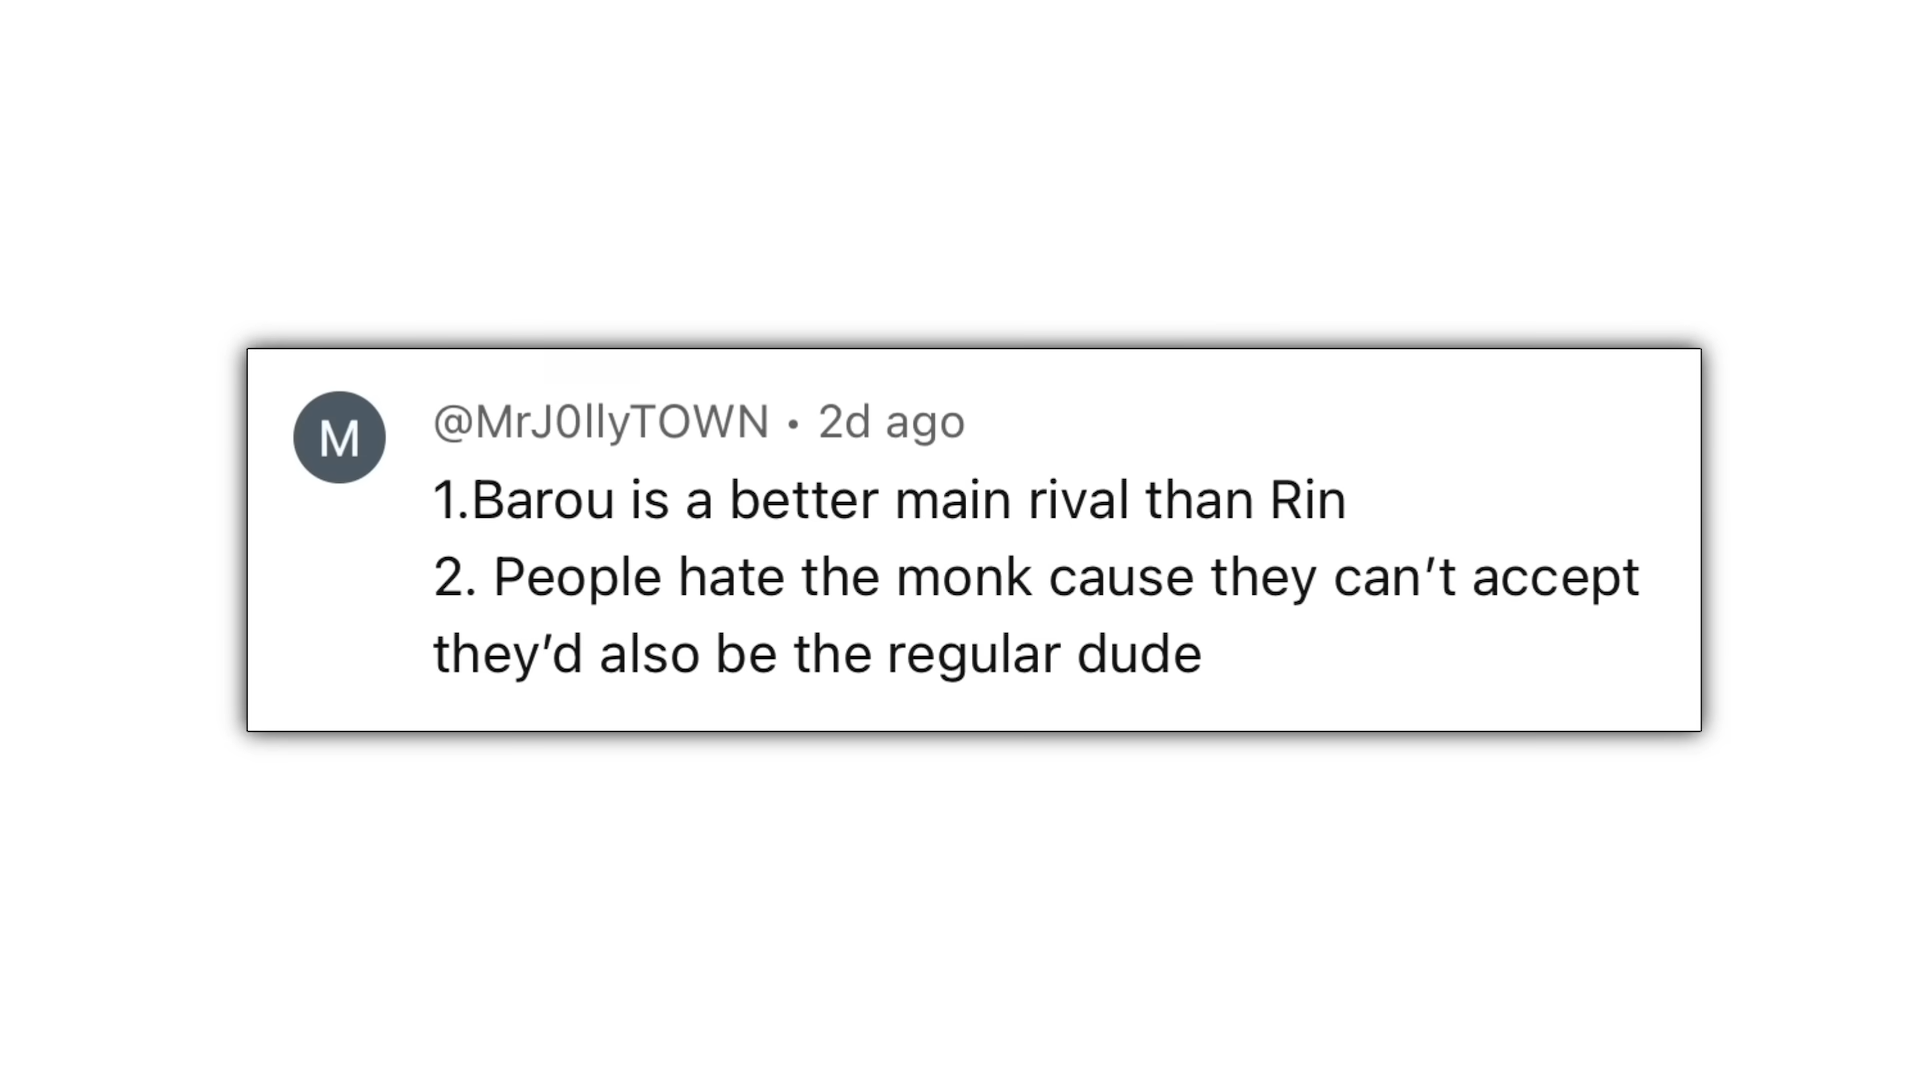 M
@MrJ0llyTOWN • 2d ago
1.Barou is a better main rival than Rin
2. People hate the monk cause they can’t accept
they’d also be the regular dude